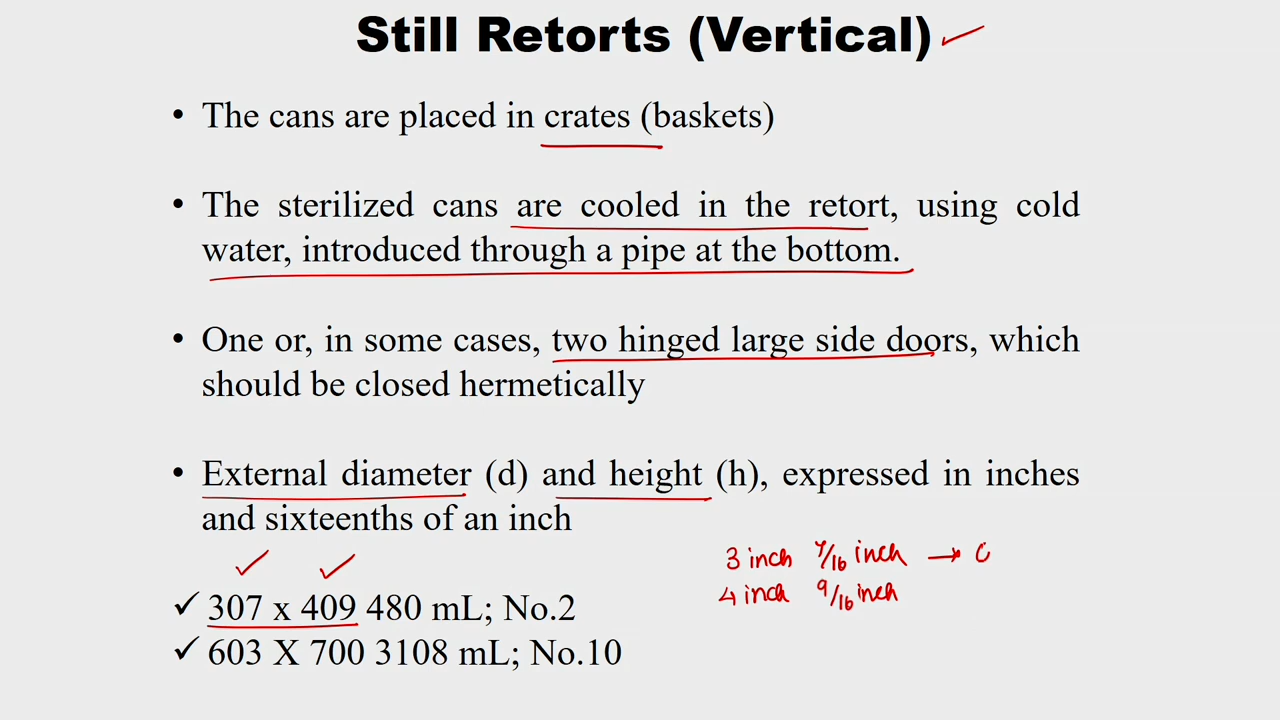 Still Retorts (Vertical) ✓
• The cans are placed in crates (baskets)
• The sterilized cans are cooled in the retort, using cold
water, introduced through a pipe at the bottom.
• One or, in some cases, two hinged large side doors, which
should be closed hermetically
• External diameter (d) and height (h), expressed in inches
and sixteenths of an inch
3 inch 7/16 inch →
4 inch 9/16 inch
✓ 307 x 409 480 mL; No.2
✓ 603 X 700 3108 mL; No.10